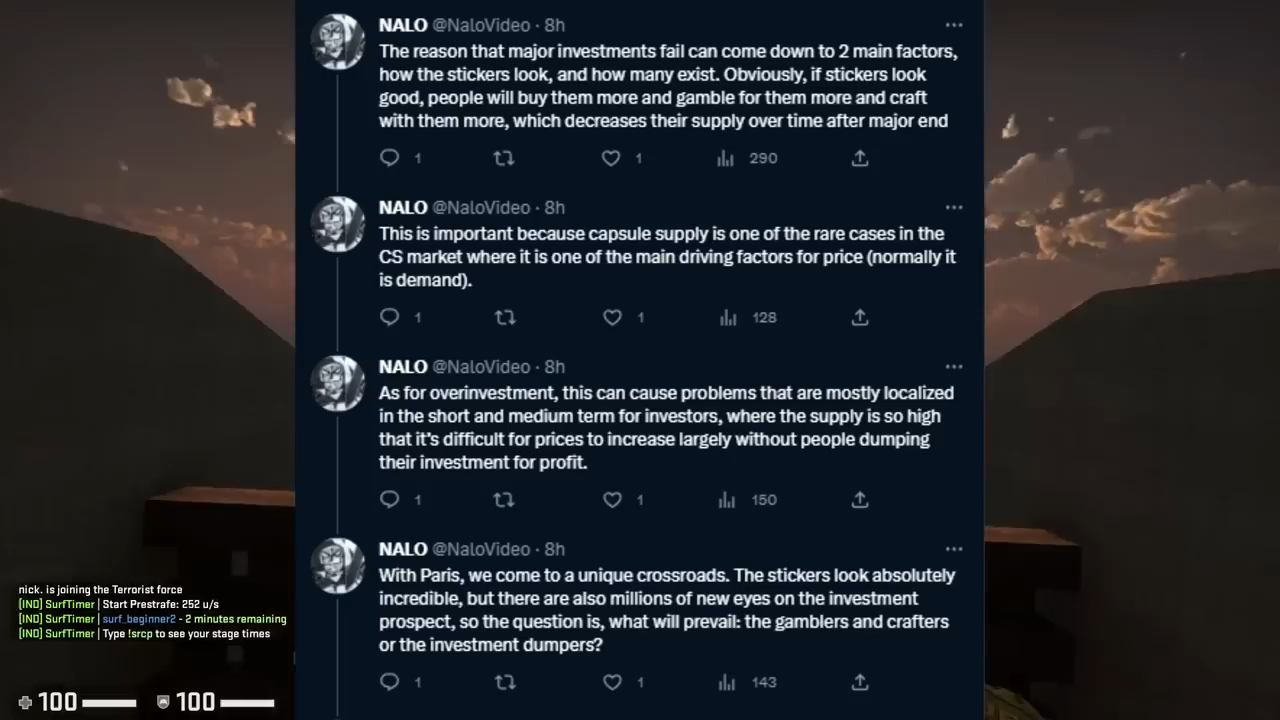 NALO @NaloVideo · 8h
The reason that major investments fail can come down to 2 main factors,
how the stickers look, and how many exist. Obviously, if stickers look
good, people will buy them more and gamble for them more and craft
with them more, which decreases their supply over time after major end
1 1 290
NALO @NaloVideo · 8h
This is important because capsule supply is one of the rare cases in the
CS market where it is one of the main driving factors for price (normally it
is demand).
1 1 128
NALO @NaloVideo · 8h
As for overinvestment, this can cause problems that are mostly localized
in the short and medium term for investors, where the supply is so high
that it's difficult for prices to increase largely without people dumping
their investment for profit.
1 1 150
NALO @NaloVideo · 8h
With Paris, we come to a unique crossroads. The stickers look absolutely
incredible, but there are also millions of new eyes on the investment
prospect, so the question is, what will prevail: the gamblers and crafters
or the investment dumpers?
1 1 143
nick. is joining the Terrorist force
[IND] SurfTimer | Start Prestrafe: 252 u/s
[IND] SurfTimer | surf_beginner2 - 2 minutes remaining
[IND] SurfTimer | Type !srcp to see your stage times
100 100